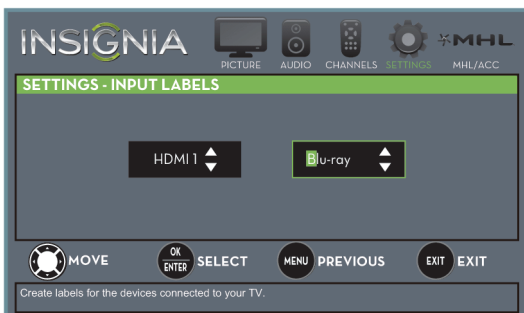 INSIGNIA
PICTURE AUDIO CHANNELS SETTINGS MHL MHL/ACC
SETTINGS - INPUT LABELS
HDMI 1 Blu-ray
MOVE OK ENTER SELECT MENU PREVIOUS EXIT EXIT
Create labels for the devices connected to your TV.